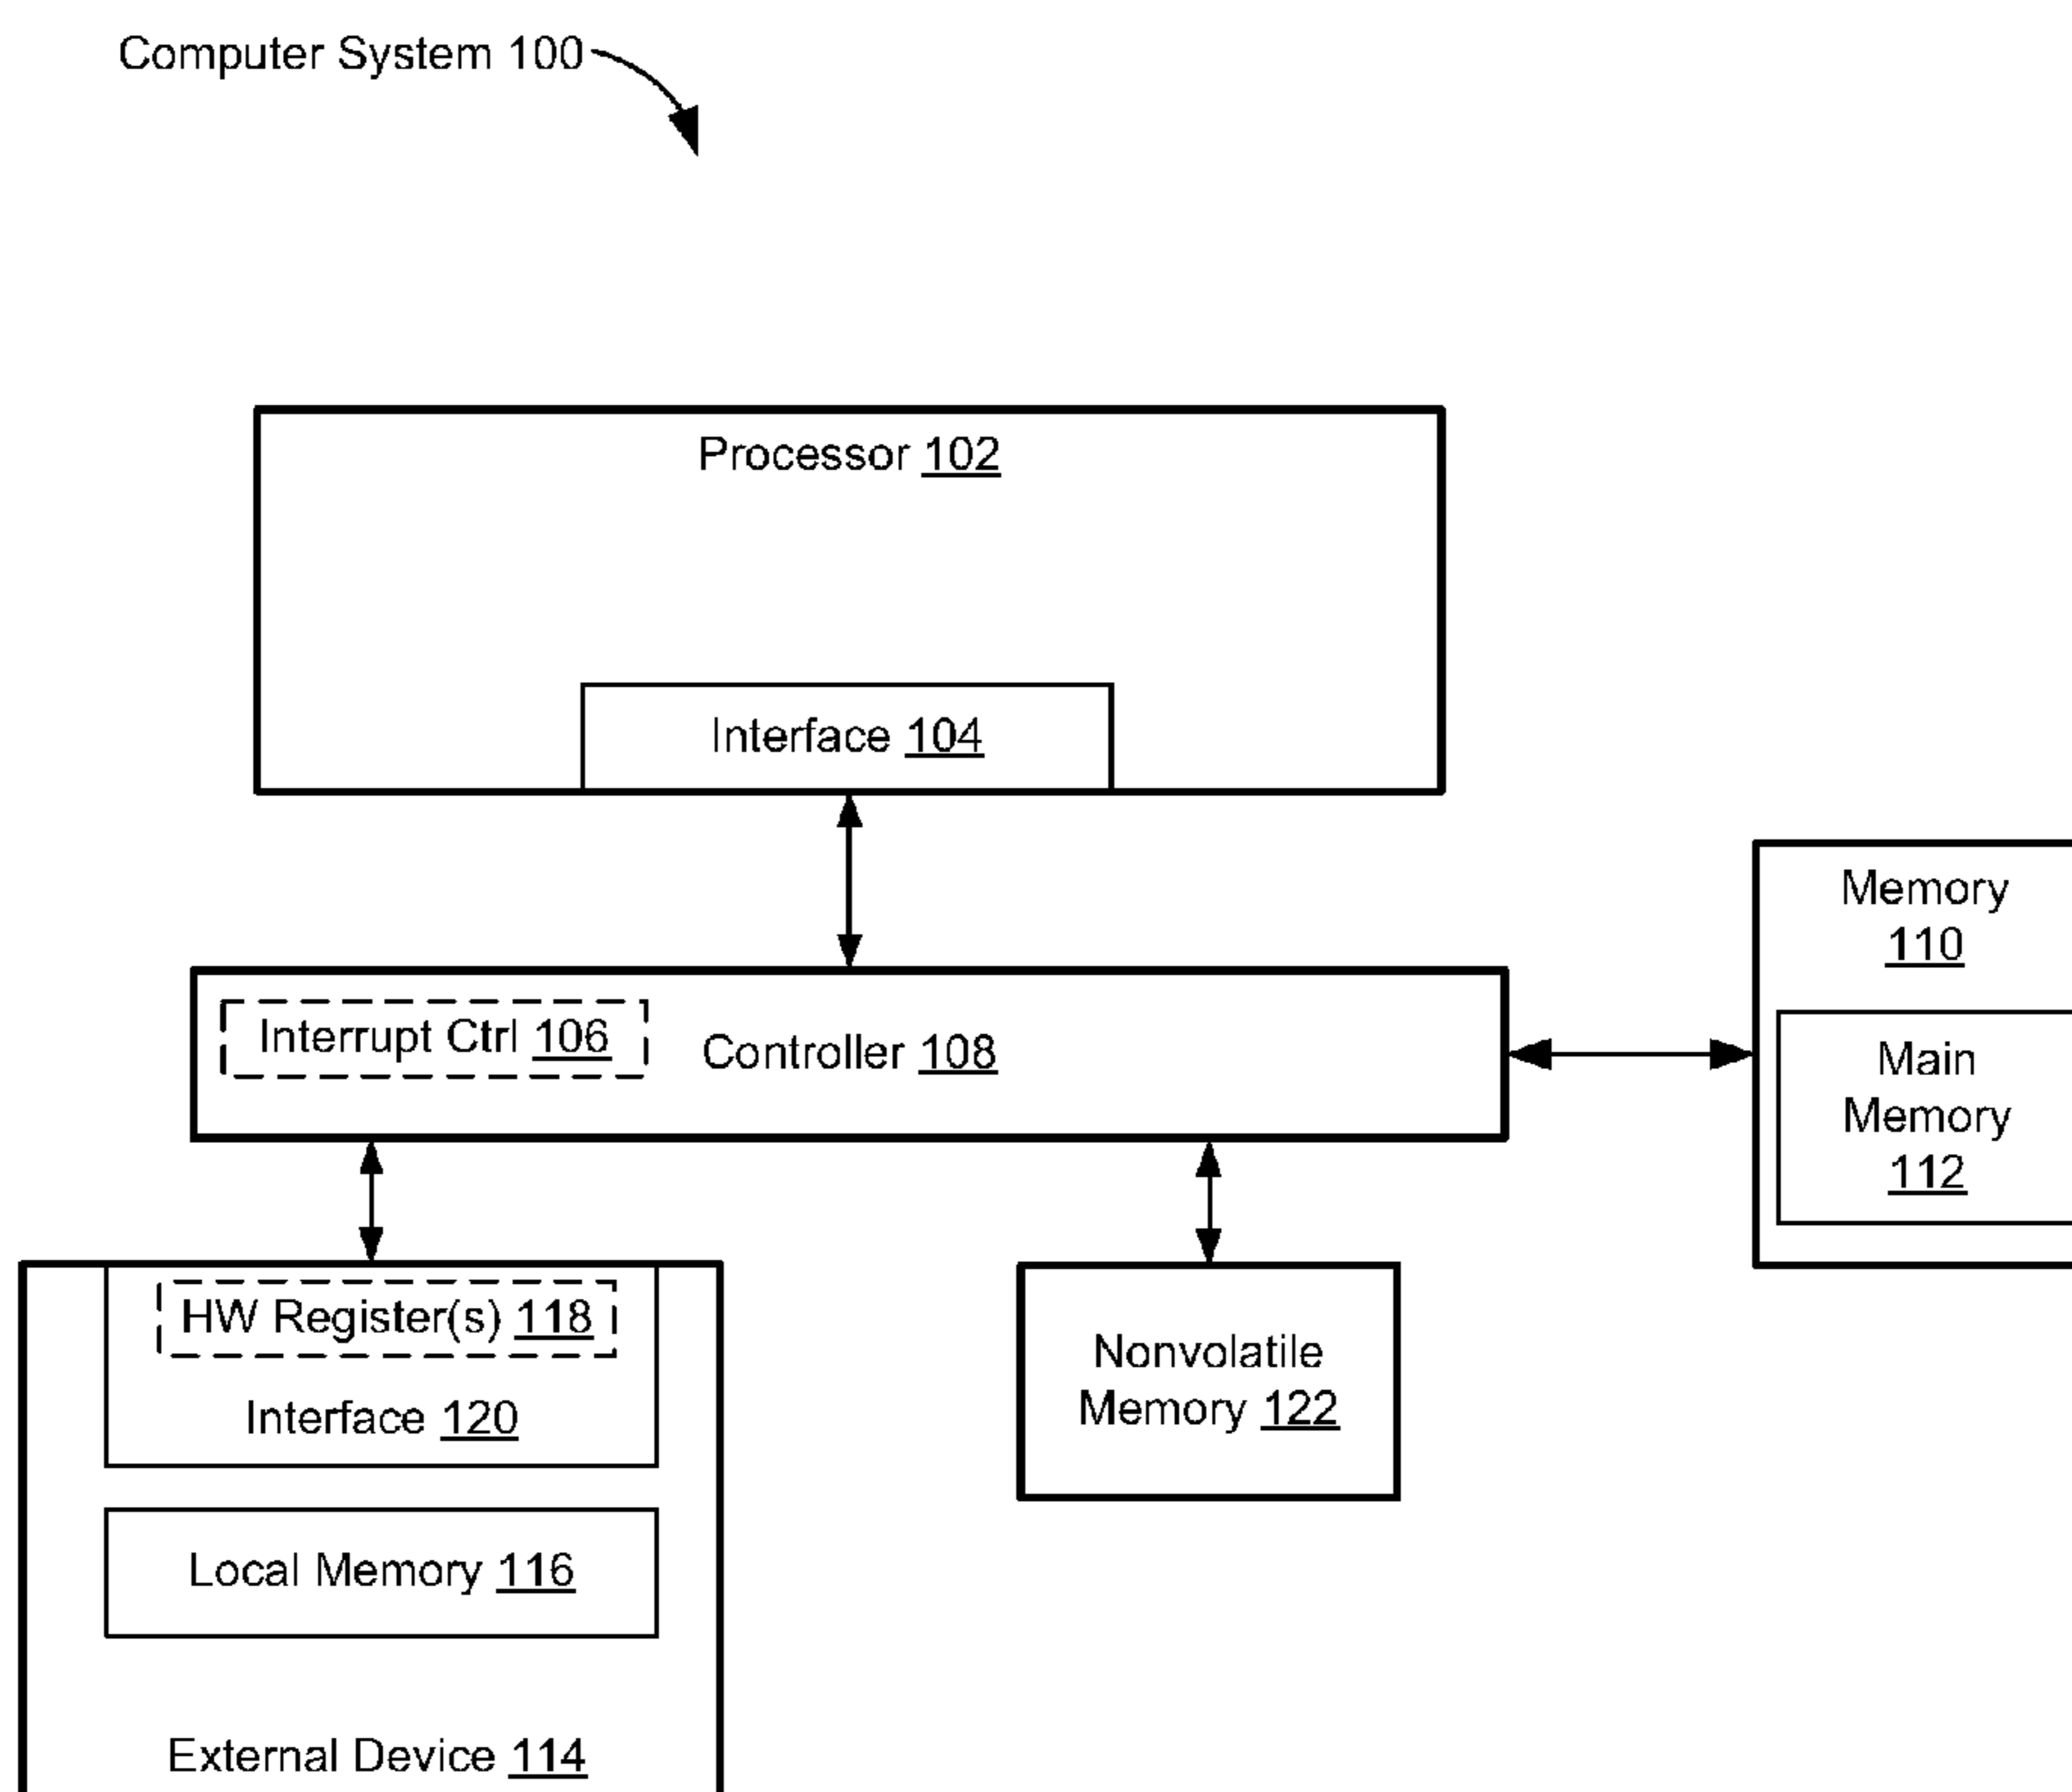 Computer System 100
Processor 102
Interface 104
Memory
110
Interrupt Ctrl 106
Controller 108
Main
Memory
112
HW Register(s) 118
Interface 120
Nonvolatile
Memory 122
Local Memory 116
External Device 114